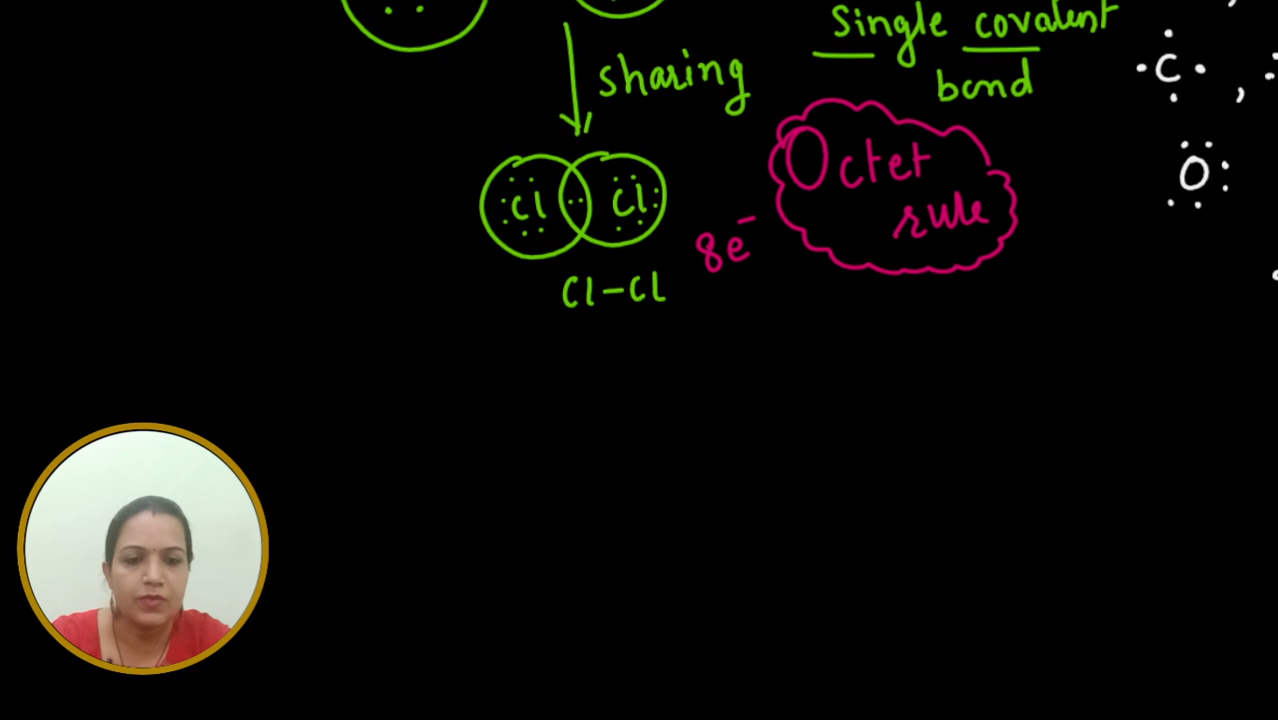 Single covalent
bond
sharing
C
,
Octet
rule
O
Cl Cl
8e⁻
Cl-Cl